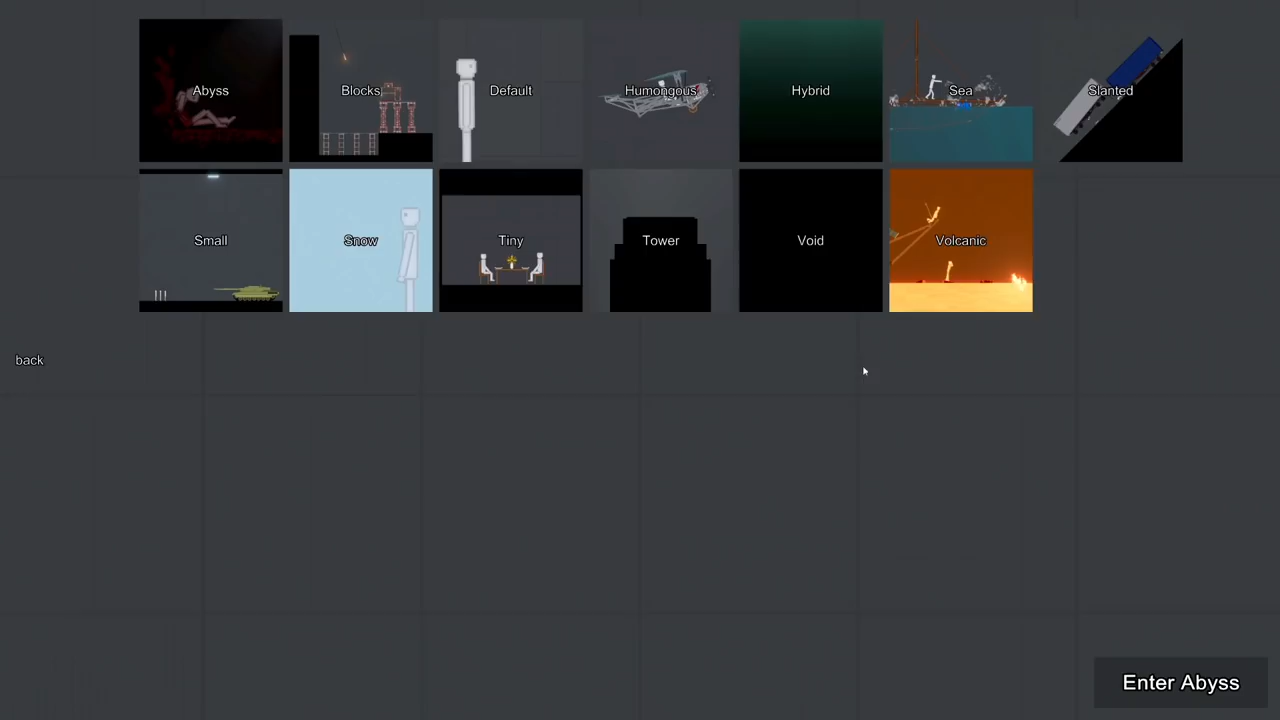 Abyss
Blocks
Default
Humongous
Hybrid
Sea
Slanted
Small
Snow
Tiny
Tower
Void
Volcanic
back
Enter Abyss